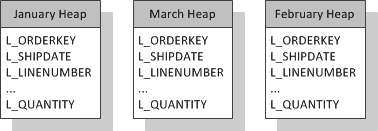 January Heap
L_ORDERKEY
L_SHIPDATE
L_LINENUMBER
...
L_QUANTITY
March Heap
L_ORDERKEY
L_SHIPDATE
L_LINENUMBER
...
L_QUANTITY
February Heap
L_ORDERKEY
L_SHIPDATE
L_LINENUMBER
...
L_QUANTITY